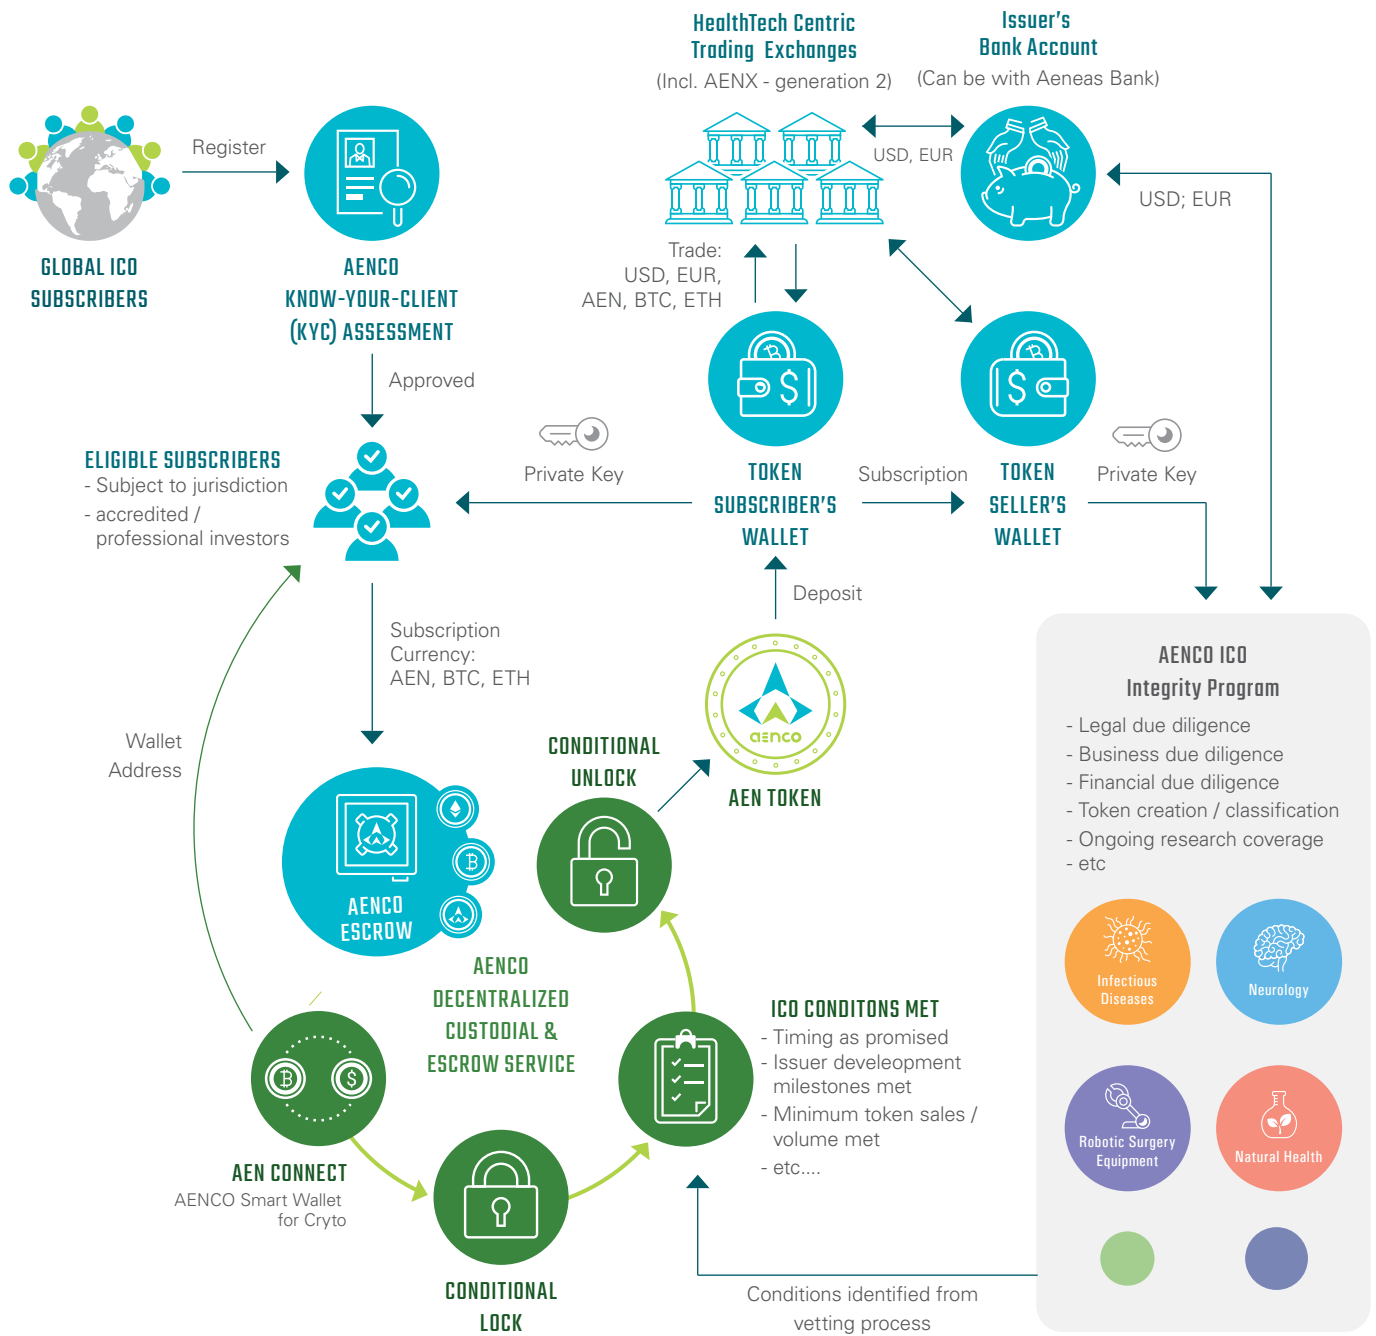 HealthTech Centric
Trading Exchanges
(Incl. AENX - generation 2)
Issuer's
Bank Account
(Can be with Aeneas Bank)
Register
USD, EUR
USD; EUR
GLOBAL ICO
SUBSCRIBERS
AENCO
KNOW-YOUR-CLIENT
(KYC) ASSESSMENT
Trade:
USD, EUR,
AEN, BTC, ETH
Approved
ELIGIBLE SUBSCRIBERS
- Subject to jurisdiction
- accredited /
professional investors
Private Key
TOKEN
SUBSCRIBER'S
WALLET
Subscription
TOKEN
SELLER'S
WALLET
Private Key
Deposit
Subscription
Currency:
AEN, BTC, ETH
Wallet
Address
aenco
AEN TOKEN
CONDITIONAL
UNLOCK
AENCO
ESCROW
AENCO
DECENTRALIZED
CUSTODIAL &
ESCROW SERVICE
ICO CONDITONS MET
- Timing as promised
- Issuer develeopment
milestones met
- Minimum token sales /
volume met
- etc....
AEN CONNECT
AENCO Smart Wallet
for Cryto
CONDITIONAL
LOCK
Conditions identified from
vetting process
AENCO ICO
Integrity Program
- Legal due diligence
- Business due diligence
- Financial due diligence
- Token creation / classification
- Ongoing research coverage
- etc
Infectious
Diseases
Neurology
Robotic Surgery
Equipment
Natural Health